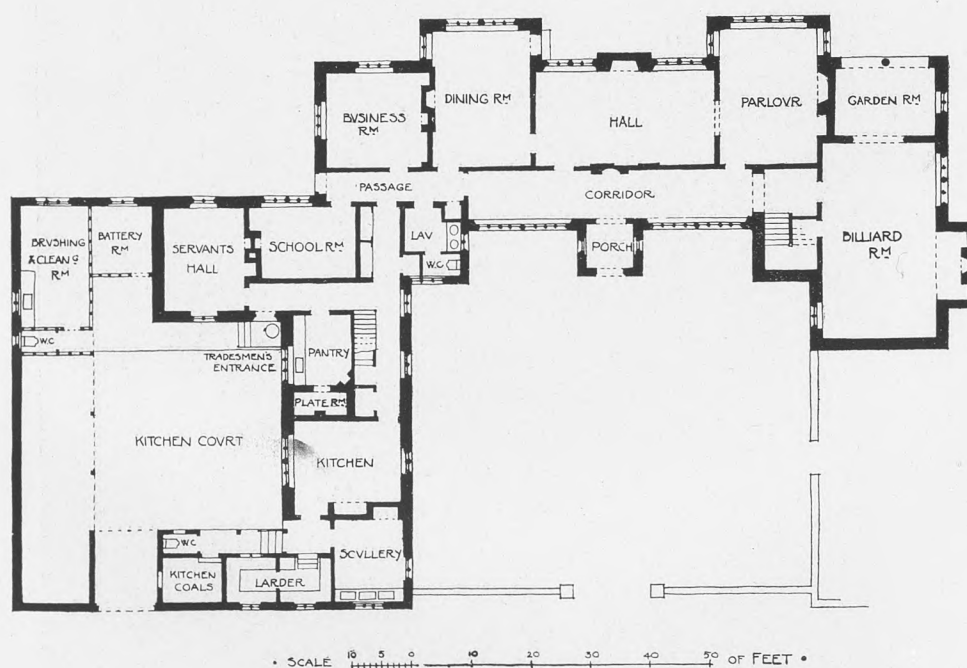 DINING RM
PARLOVR
GARDEN RM
BVSINESS
RM
HALL
PASSAGE
CORRIDOR
BRVSHING
& CLEANG
RM
BATTERY
RM
SERVANTS
HALL
SCHOOL RM
LAV
W.C
PORCH
BILLIARD
RM
W.C
TRADESMEN'S
ENTRANCE
PANTRY
PLATE RM
KITCHEN COVRT
KITCHEN
W.C
SCVLLERY
KITCHEN
COALS
LARDER
• SCALE 10 5 0 10 20 30 40 50 OF FEET •